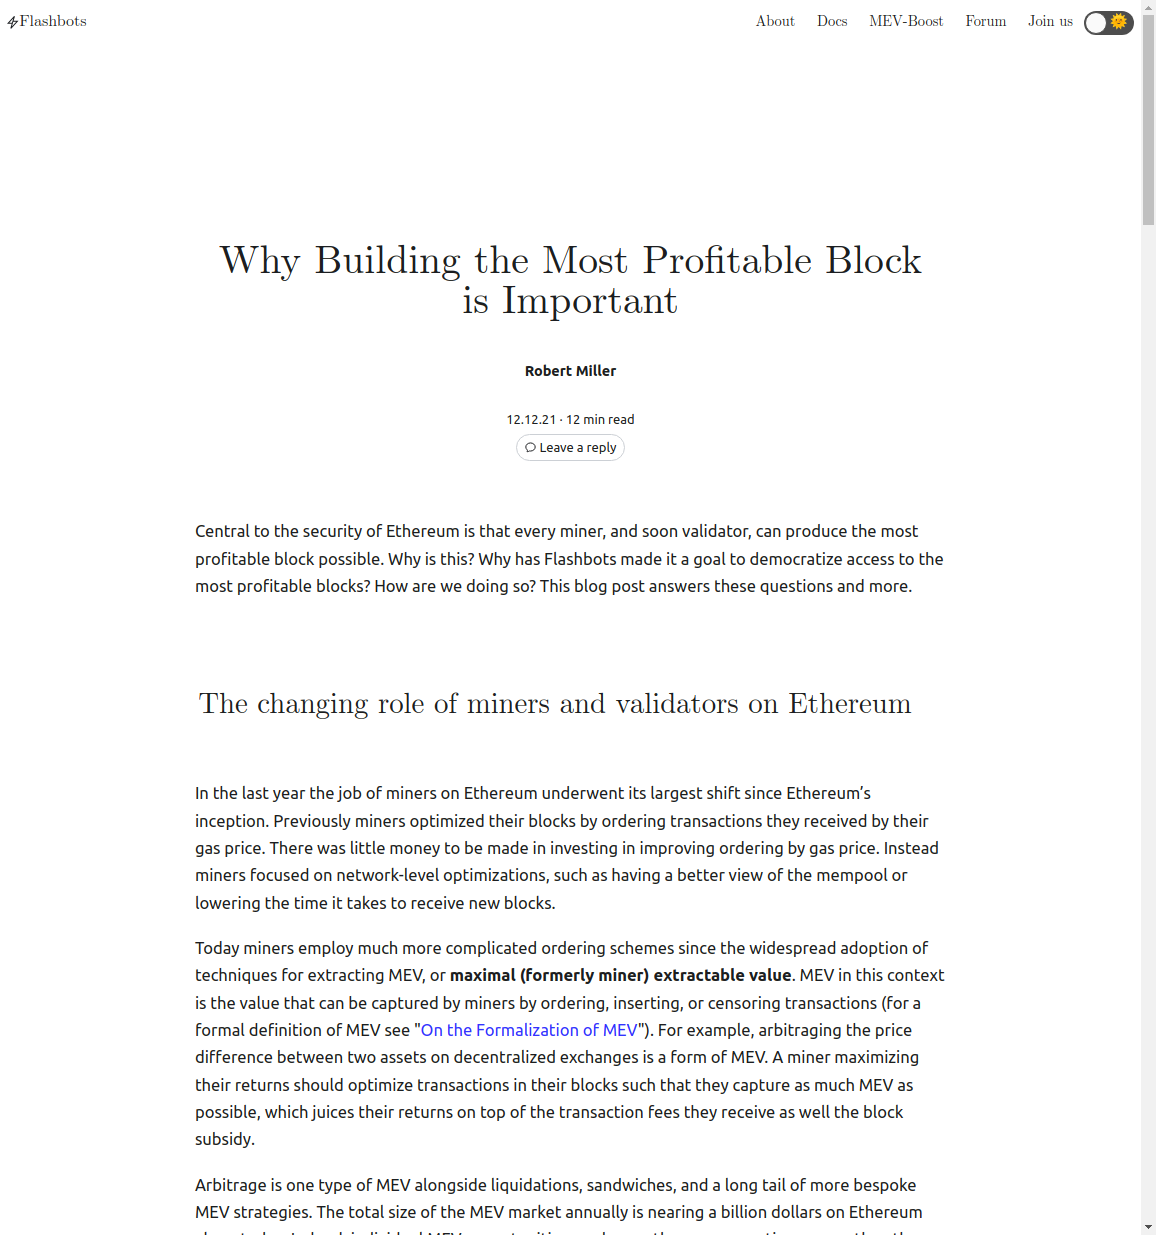 Flashbots
About Docs MEV-Boost Forum Join us
Why Building the Most Profitable Block
is Important
Robert Miller
12.12.21 · 12 min read
Leave a reply
Central to the security of Ethereum is that every miner, and soon validator, can produce the most
profitable block possible. Why is this? Why has Flashbots made it a goal to democratize access to the
most profitable blocks? How are we doing so? This blog post answers these questions and more.
The changing role of miners and validators on Ethereum
In the last year the job of miners on Ethereum underwent its largest shift since Ethereum’s
inception. Previously miners optimized their blocks by ordering transactions they received by their
gas price. There was little money to be made in investing in improving ordering by gas price. Instead
miners focused on network-level optimizations, such as having a better view of the mempool or
lowering the time it takes to receive new blocks.
Today miners employ much more complicated ordering schemes since the widespread adoption of
techniques for extracting MEV, or maximal (formerly miner) extractable value. MEV in this context
is the value that can be captured by miners by ordering, inserting, or censoring transactions (for a
formal definition of MEV see "On the Formalization of MEV"). For example, arbitraging the price
difference between two assets on decentralized exchanges is a form of MEV. A miner maximizing
their returns should optimize transactions in their blocks such that they capture as much MEV as
possible, which juices their returns on top of the transaction fees they receive as well the block
subsidy.
Arbitrage is one type of MEV alongside liquidations, sandwiches, and a long tail of more bespoke
MEV strategies. The total size of the MEV market annually is nearing a billion dollars on Ethereum